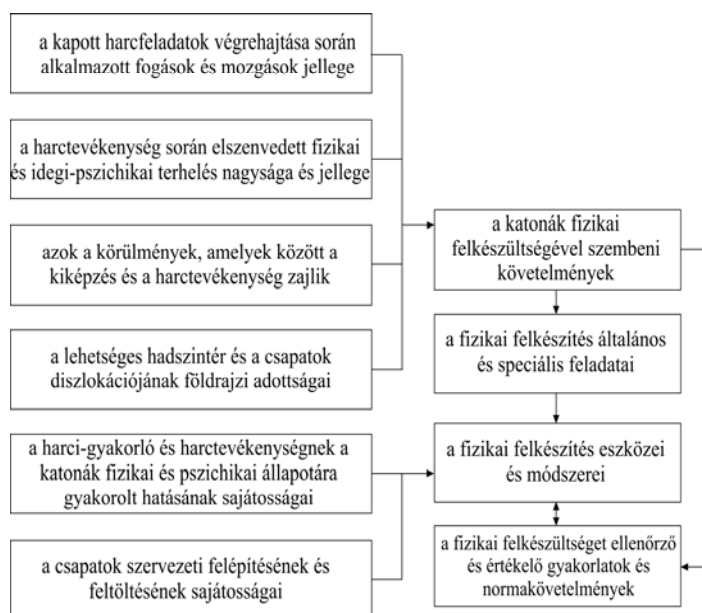 a kapott harcfeladatok végrehajtása során
alkalmazott fogások és mozgások jellege
a harctevékenység során elszenvedett fizikai
és idegi-pszichikai terhelés nagysága és jellege
azok a körülmények, amelyek között a
kiképzés és a harctevékenység zajlik
a lehetséges hadszintér és a csapatok
diszlokációjának földrajzi adottságai
a harci-gyakorló és harctevékenységnek a
katonák fizikai és pszichikai állapotára
gyakorolt hatásának sajátosságai
a csapatok szervezeti felépítésének és
feltöltésének sajátosságai
a katonák fizikai
felkészültségével szembeni
követelmények
a fizikai felkészítés általános
és speciális feladatai
a fizikai felkészítés eszközei
és módszerei
a fizikai felkészültséget ellenőrző
és értékelő gyakorlatok és
normakövetelmények